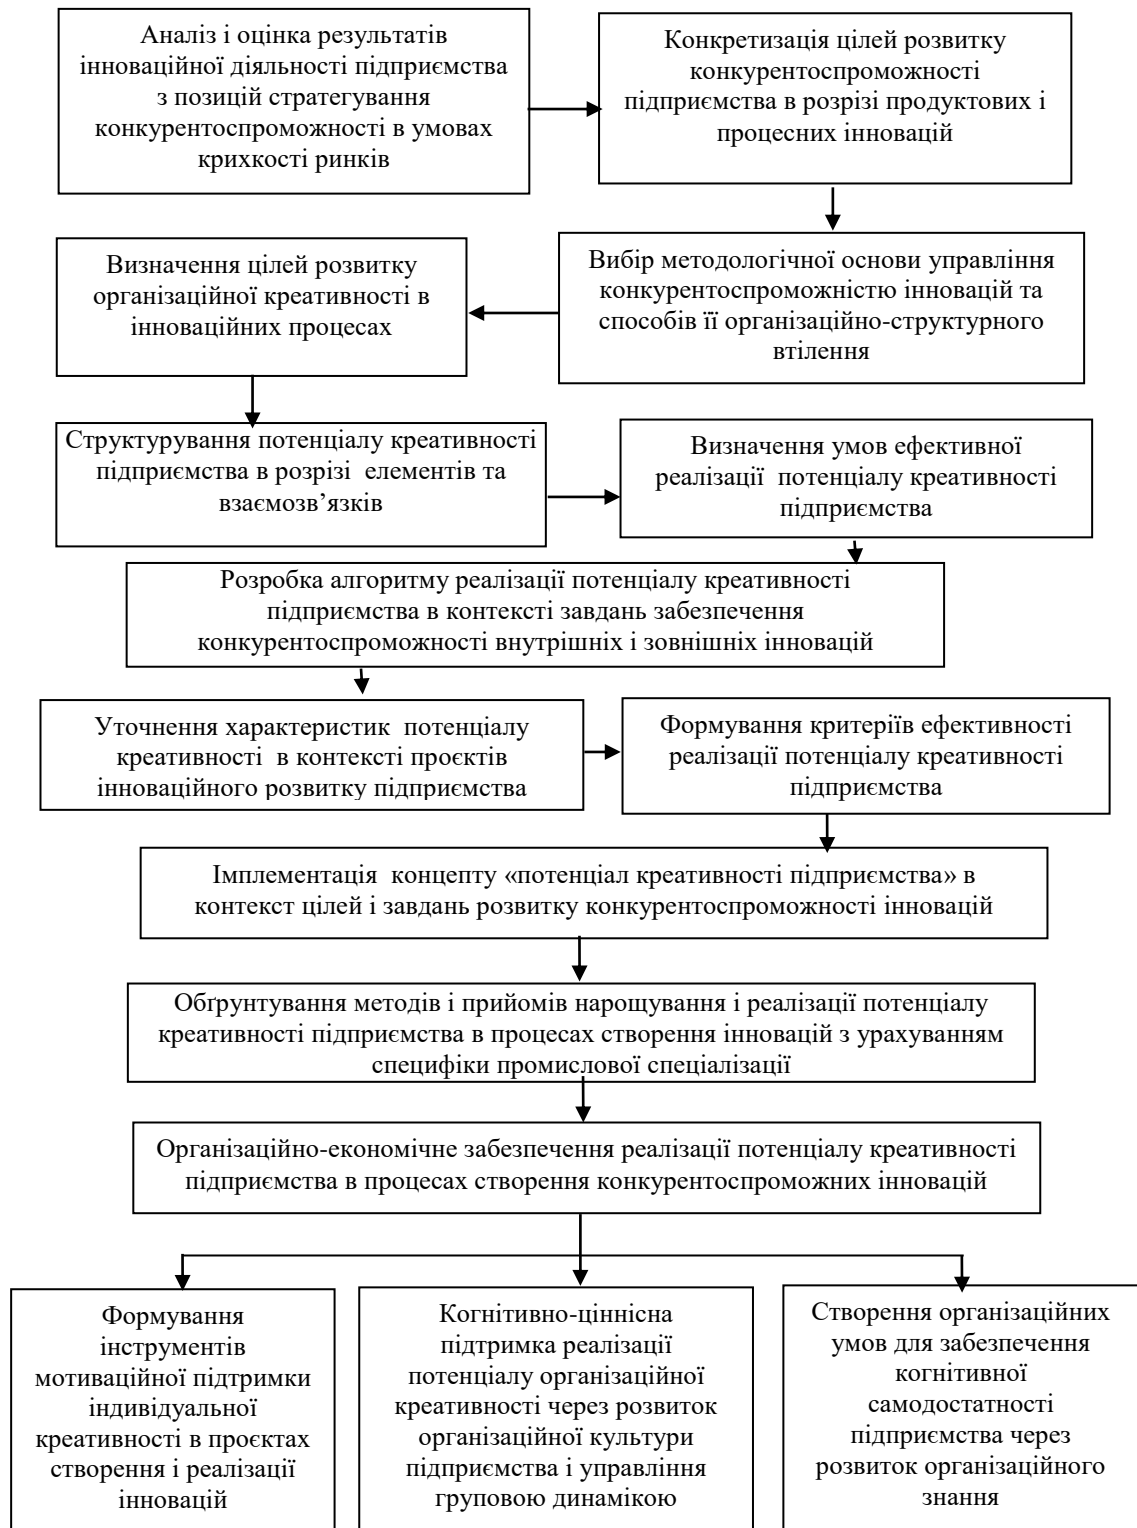 Аналіз і оцінка результатів
інноваційної діяльності підприємства
з позицій стратегування
конкурентоспроможності в умовах
крихкості ринків
Конкретизація цілей розвитку
конкурентоспроможності
підприємства в розрізі продуктових і
процесних інновацій
Вибір методологічної основи управління
конкурентоспроможністю інновацій та
способів її організаційно-структурного
втілення
Визначення цілей розвитку
організаційної креативності в
інноваційних процесах
Структурування потенціалу креативності
підприємства в розрізі елементів та
взаємозв’язків
Визначення умов ефективної
реалізації потенціалу креативності
підприємства
Розробка алгоритму реалізації потенціалу креативності
підприємства в контексті завдань забезпечення
конкурентоспроможності внутрішніх і зовнішніх інновацій
Уточнення характеристик потенціалу
креативності в контексті проєктів
інноваційного розвитку підприємства
Формування критеріїв ефективності
реалізації потенціалу креативності
підприємства
Імплементація концепту «потенціал креативності підприємства» в
контекст цілей і завдань розвитку конкурентоспроможності інновацій
Обґрунтування методів і прийомів нарощування і реалізації потенціалу
креативності підприємства в процесах створення інновацій з урахуванням
специфіки промислової спеціалізації
Організаційно-економічне забезпечення реалізації потенціалу креативності
підприємства в процесах створення конкурентоспроможних інновацій
Формування
інструментів
мотиваційної підтримки
індивідуальної
креативності в проєктах
створення і реалізації
інновацій
Когнітивно-ціннісна
підтримка реалізації
потенціалу організаційної
креативності через розвиток
організаційної культури
підприємства і управління
груповою динамікою
Створення організаційних
умов для забезпечення
когнітивної
самодостатності
підприємства через
розвиток організаційного
знання